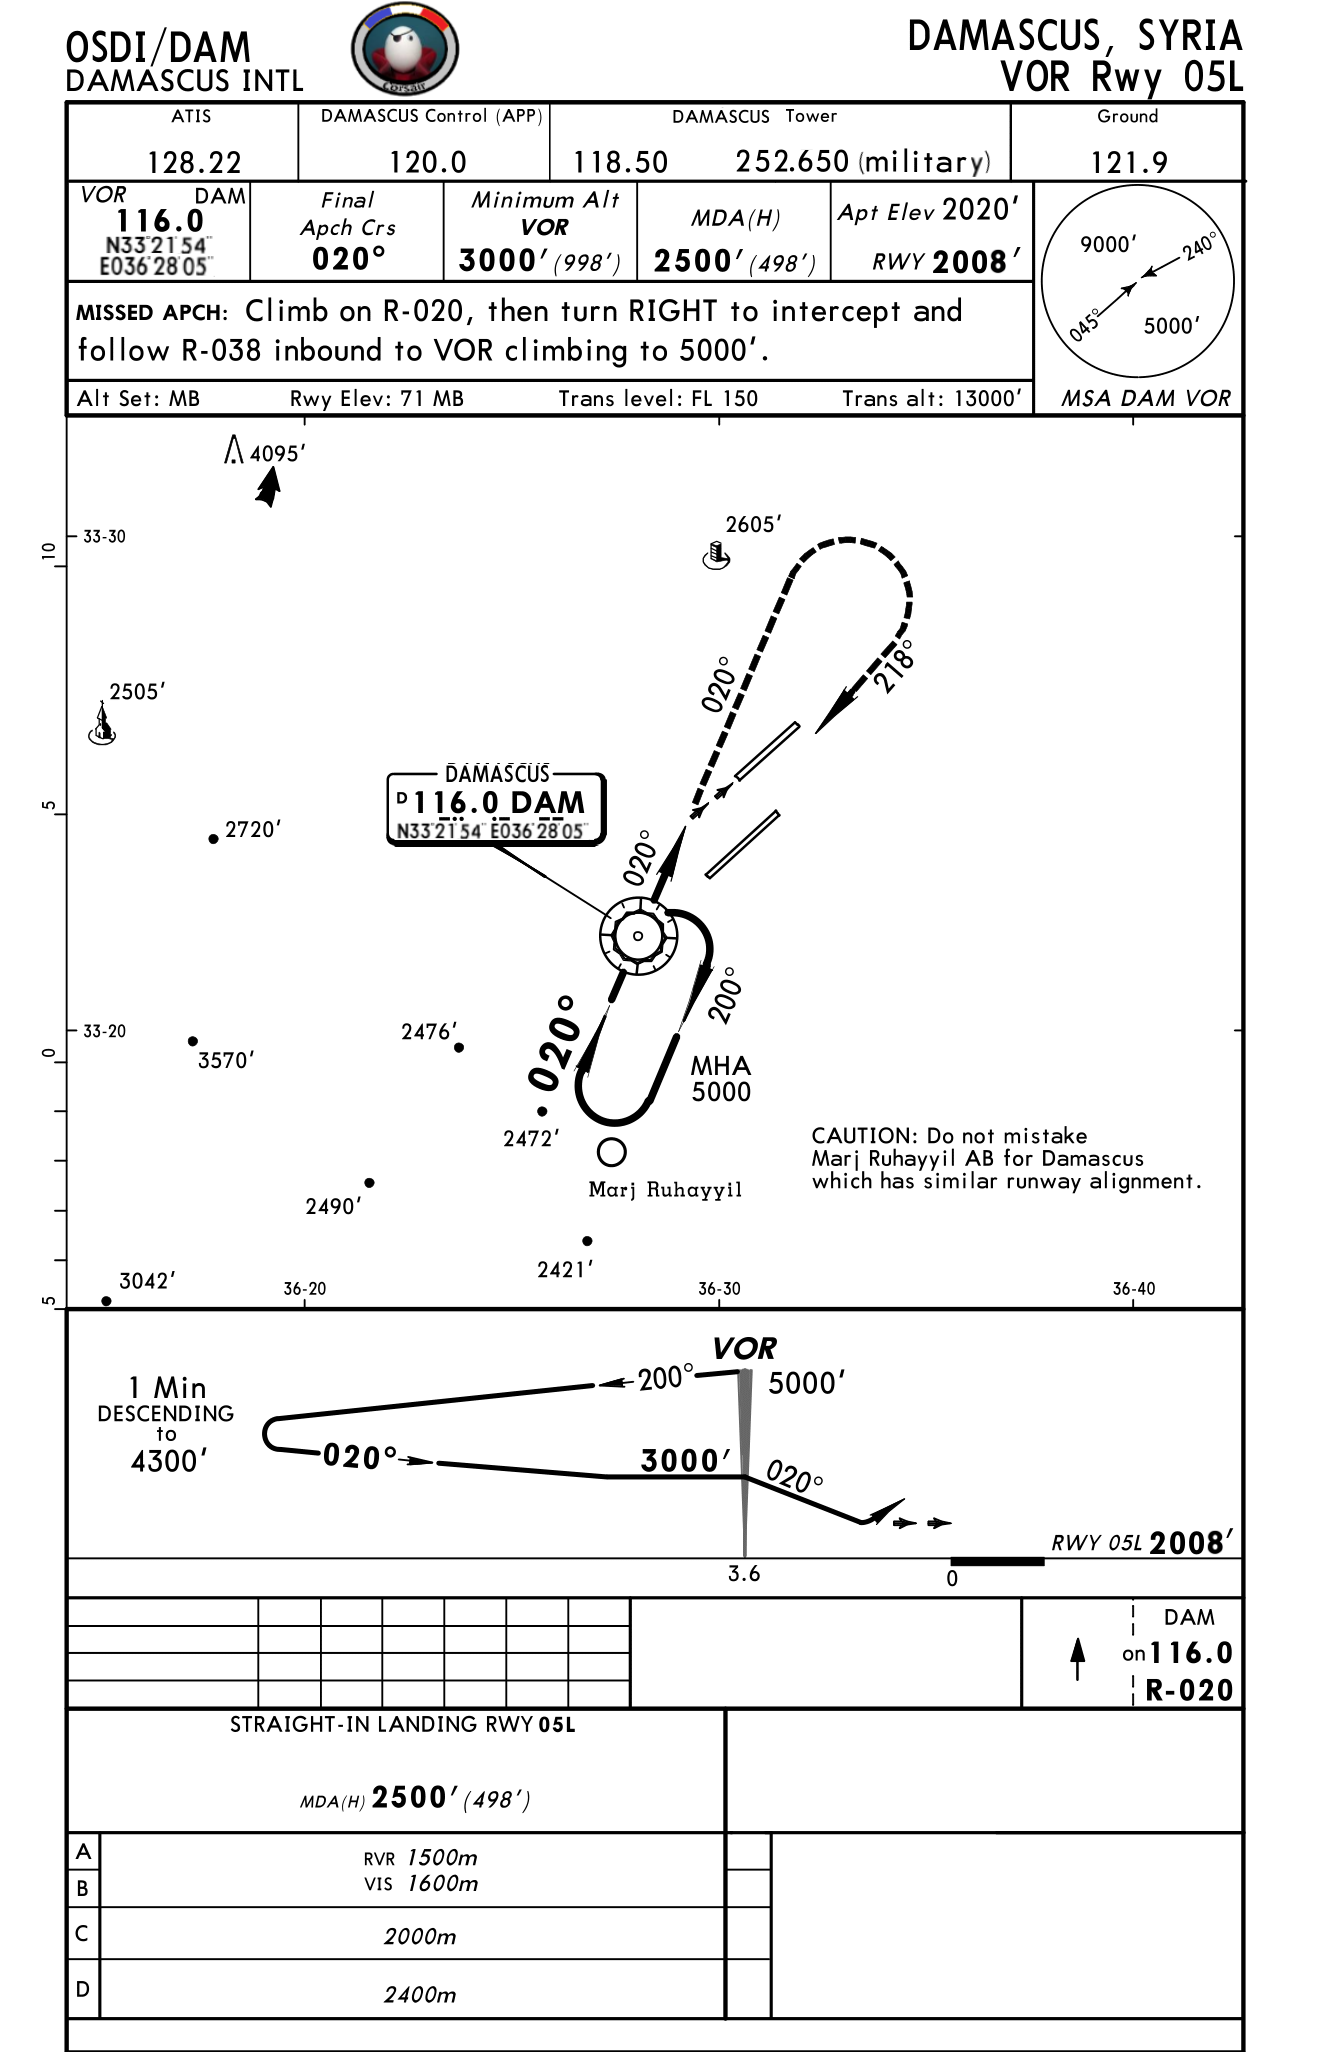 OSDI/DAM
DAMASCUS INTL
Corsair
DAMASCUS, SYRIA
VOR Rwy 05L
ATIS
128.22
DAMASCUS Control (APP)
120.0
DAMASCUS Tower
118.50 252.650 (military)
Ground
121.9
VOR DAM
116.0
N33°21'54"
E036°28'05"
Final
Apch Crs
020°
Minimum Alt
VOR
3000' (998')
MDA(H)
2500' (498')
Apt Elev 2020'
RWY 2008'
9000'
240°
045°
5000'
MSA DAM VOR
MISSED APCH: Climb on R-020, then turn RIGHT to intercept and
follow R-038 inbound to VOR climbing to 5000'.
Alt Set: MB Rwy Elev: 71 MB Trans level: FL 150 Trans alt: 13000'
4095'
10
33-30
2605'
020°
218°
2505'
5
2720'
DAMASCUS
D 116.0 DAM
N33°21'54" E036°28'05"
020°
200°
020°
33-20
0
3570'
2476'
MHA
5000
2472'
CAUTION: Do not mistake
Marj Ruhayyil AB for Damascus
which has similar runway alignment.
Marj Ruhayyil
2490'
2421'
3042'
5
36-20
36-30
36-40
VOR
200°
5000'
1 Min
DESCENDING
to
4300'
020°
3000'
020°
RWY 05L 2008'
3.6
0
DAM
on 116.0
R-020
STRAIGHT-IN LANDING RWY 05L
MDA(H) 2500' (498')
A
B
RVR 1500m
VIS 1600m
C
2000m
D
2400m